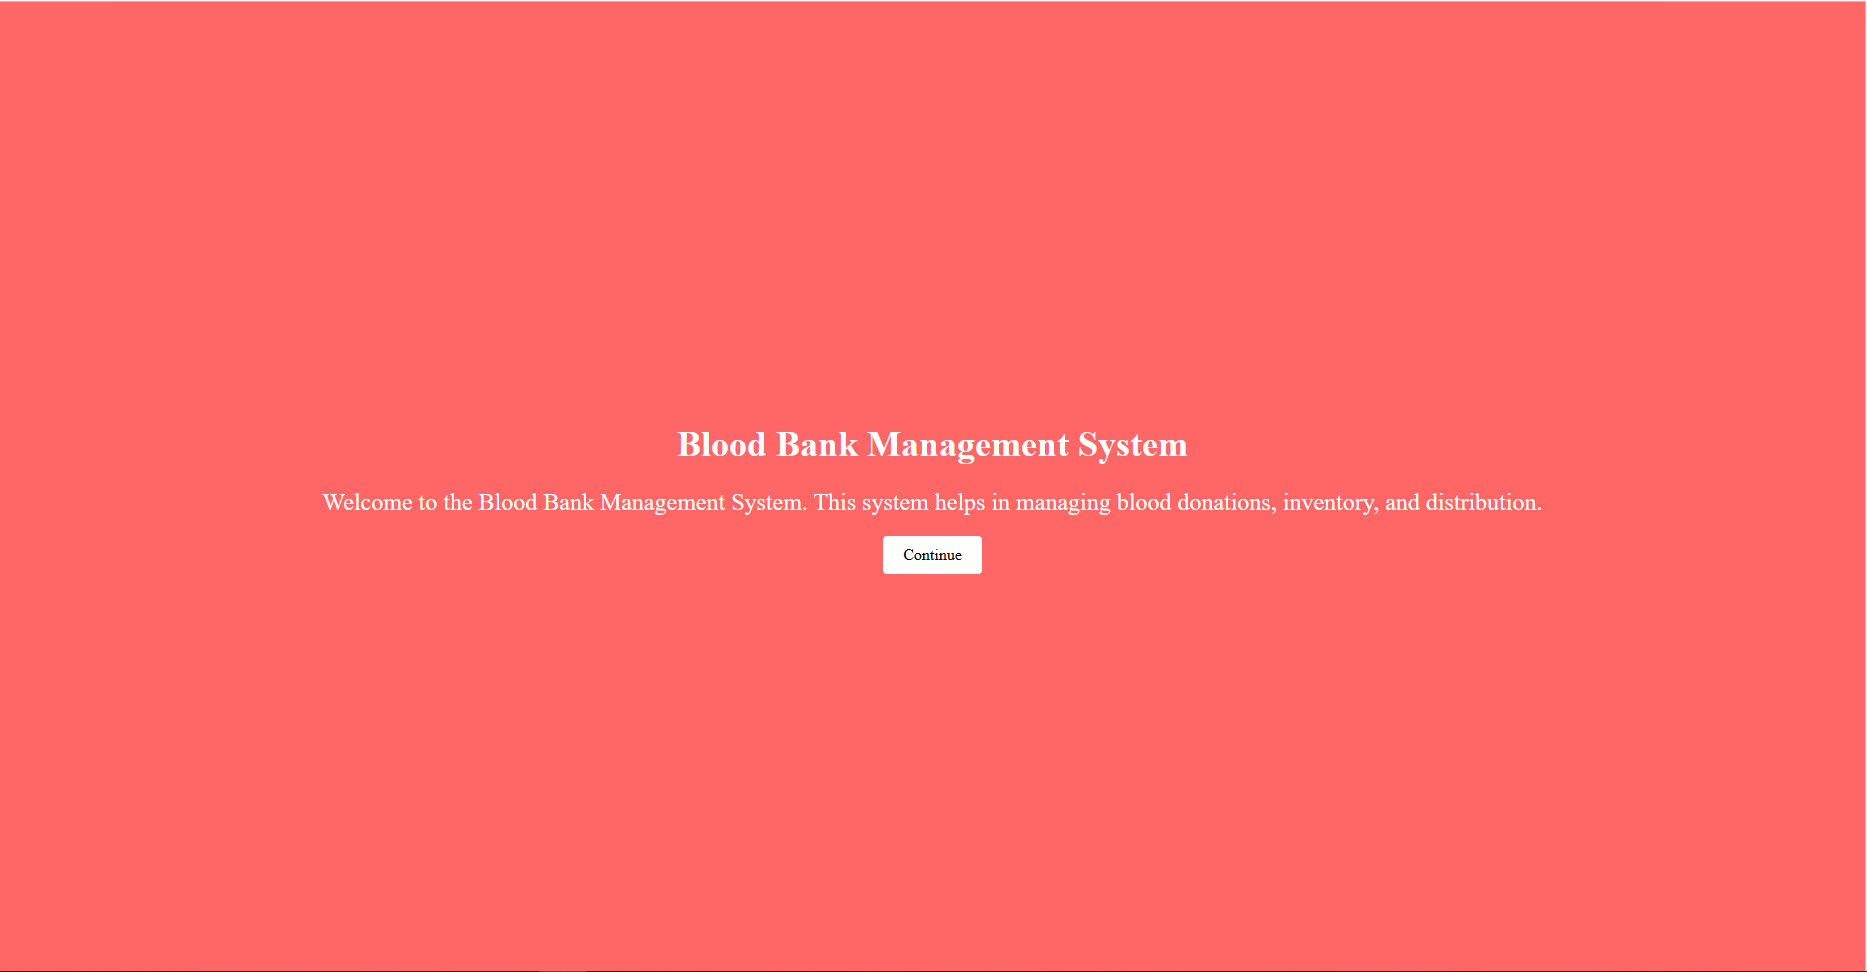 Blood Bank Management System
Welcome to the Blood Bank Management System. This system helps in managing blood donations, inventory, and distribution.
Continue